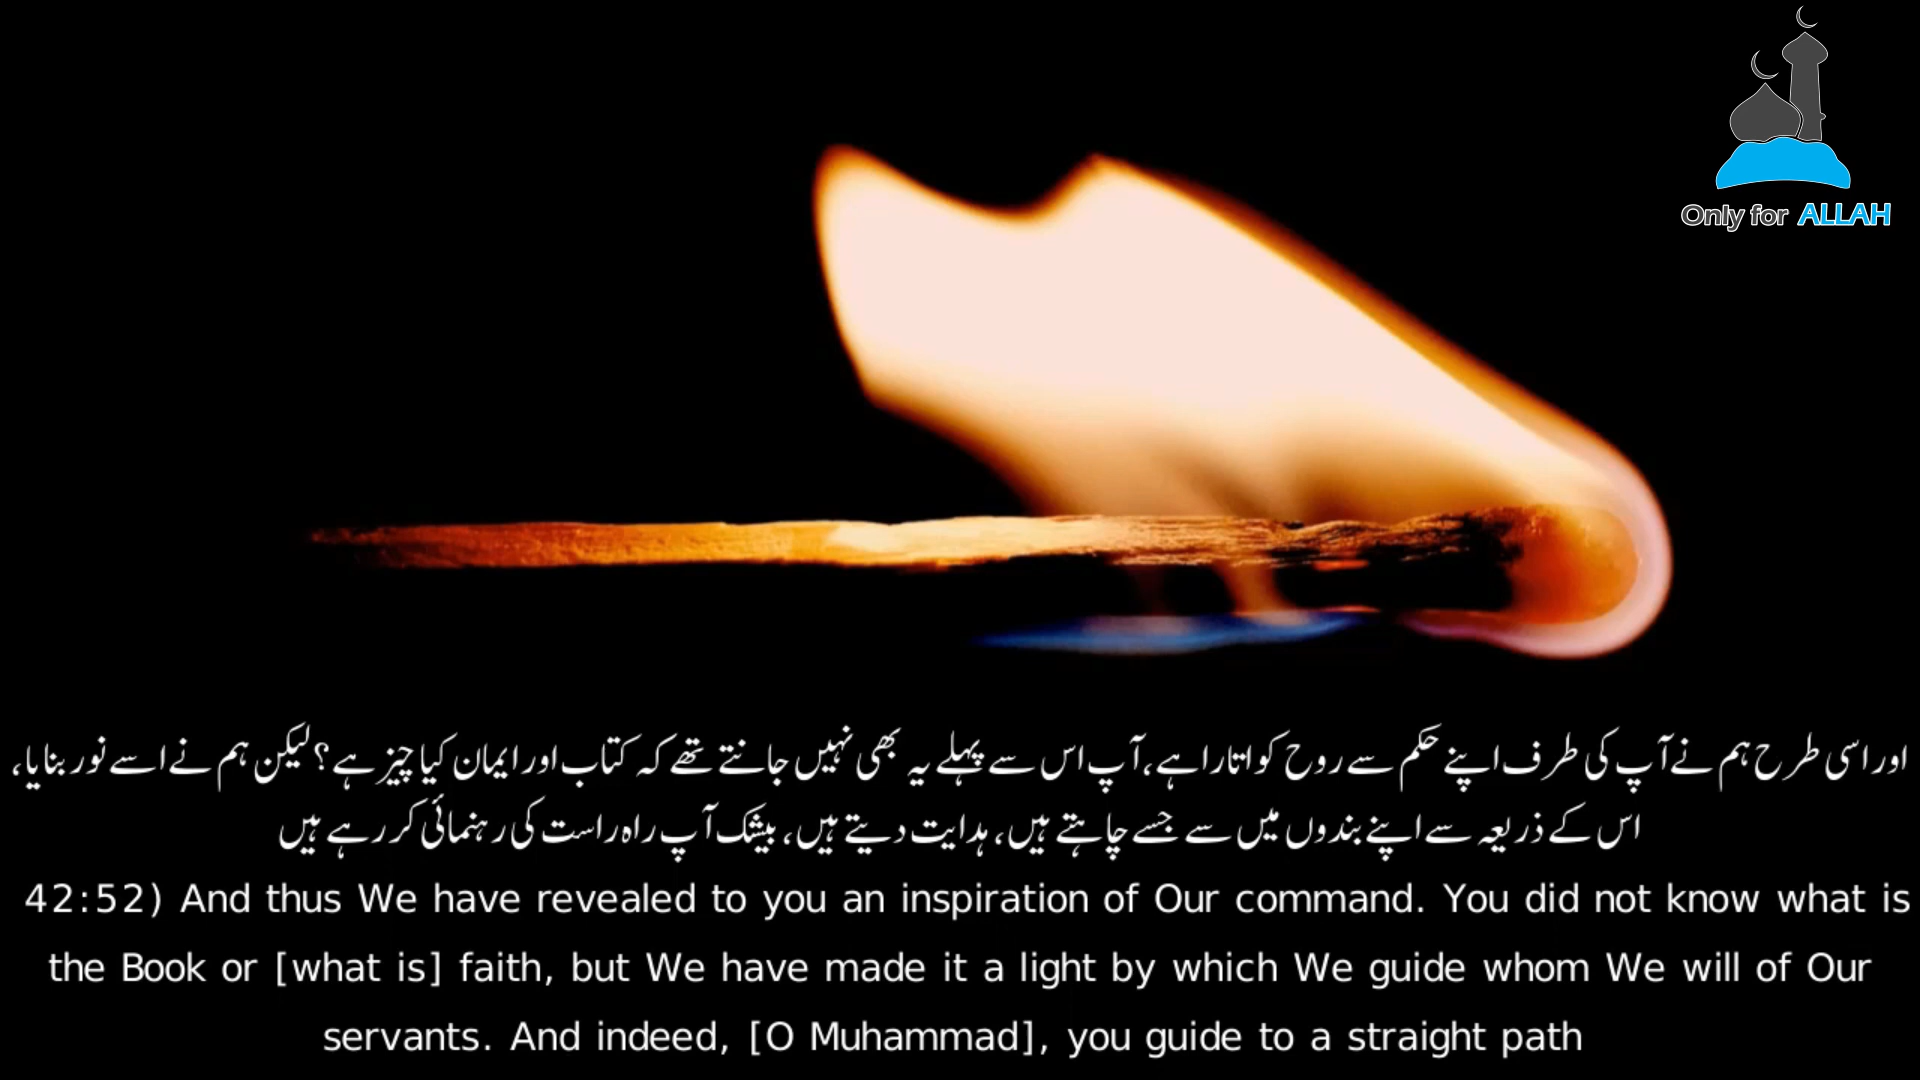 Only for ALLAH
اور اسی طرح ہم نے آپ کی طرف اپنے حکم سے روح کو اتارا ہے، آپ اس سے پہلے یہ بھی نہیں جانتے تھے کہ کتاب اور ایمان کیا چیز ہے؟ لیکن ہم نے اسے نور بنایا،
اس کے ذریعہ سے اپنے بندوں میں سے جسے چاہتے ہیں، ہدایت دیتے ہیں، بیشک آپ راہ راست کی رہنمائی کر رہے ہیں
42:52) And thus We have revealed to you an inspiration of Our command. You did not know what is
the Book or [what is] faith, but We have made it a light by which We guide whom We will of Our
servants. And indeed, [O Muhammad], you guide to a straight path